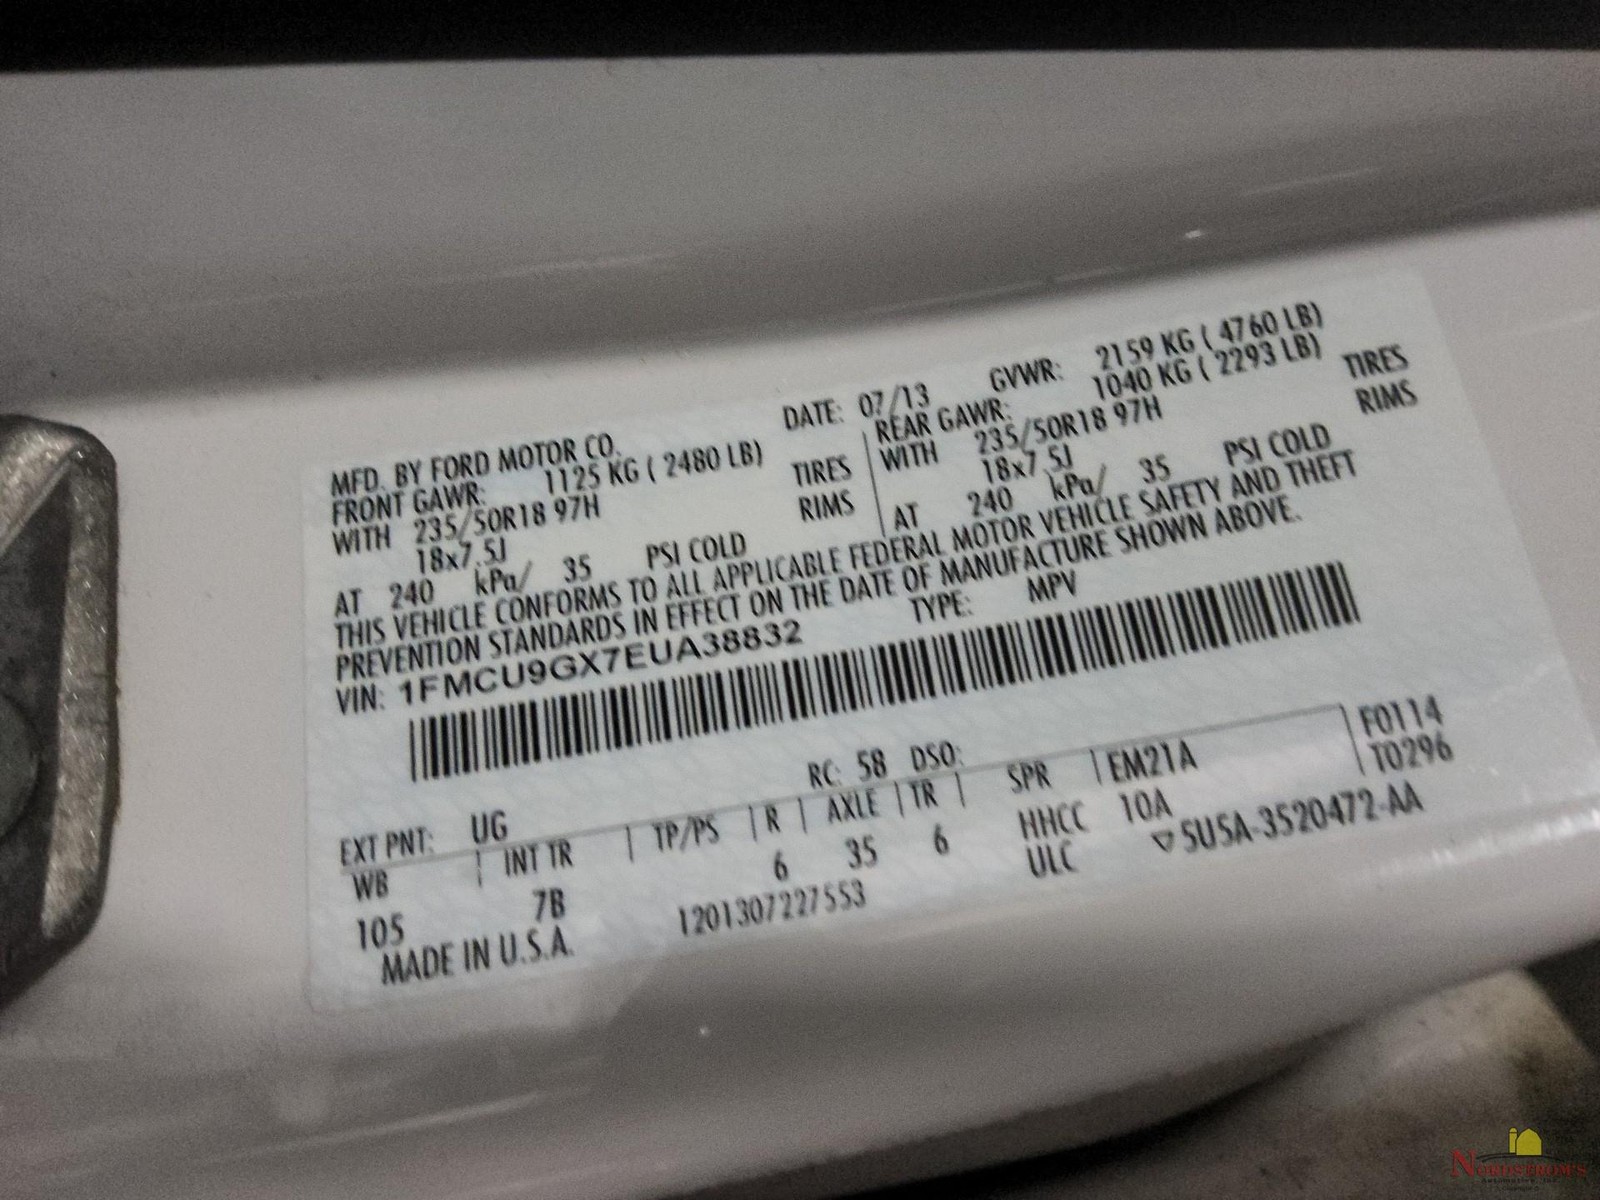 MFD. BY FORD MOTOR CO. DATE: 07/13 GVWR: 2159 KG ( 4760 LB)
FRONT GAWR: 1125 KG ( 2480 LB) REAR GAWR: 1040 KG ( 2293 LB)
WITH 235/50R18 97H TIRES WITH 235/50R18 97H TIRES
18x7.5J RIMS 18x7.5J RIMS
AT 240 kPa/ 35 PSI COLD AT 240 kPa/ 35 PSI COLD
THIS VEHICLE CONFORMS TO ALL APPLICABLE FEDERAL MOTOR VEHICLE SAFETY AND THEFT
PREVENTION STANDARDS IN EFFECT ON THE DATE OF MANUFACTURE SHOWN ABOVE.
VIN: 1FMCU9GX7EUA38832 TYPE: MPV
EXT PNT: UG RC: 58 DSO: F0114
WB INT TR TP/PS R AXLE TR SPR EM21A T0296
105 7B 6 35 6 HHCC 10A
ULC ▽5U5A-3520472-AA
MADE IN U.S.A. 1201307227553
NORDSTROM'S
Automotive, Inc.